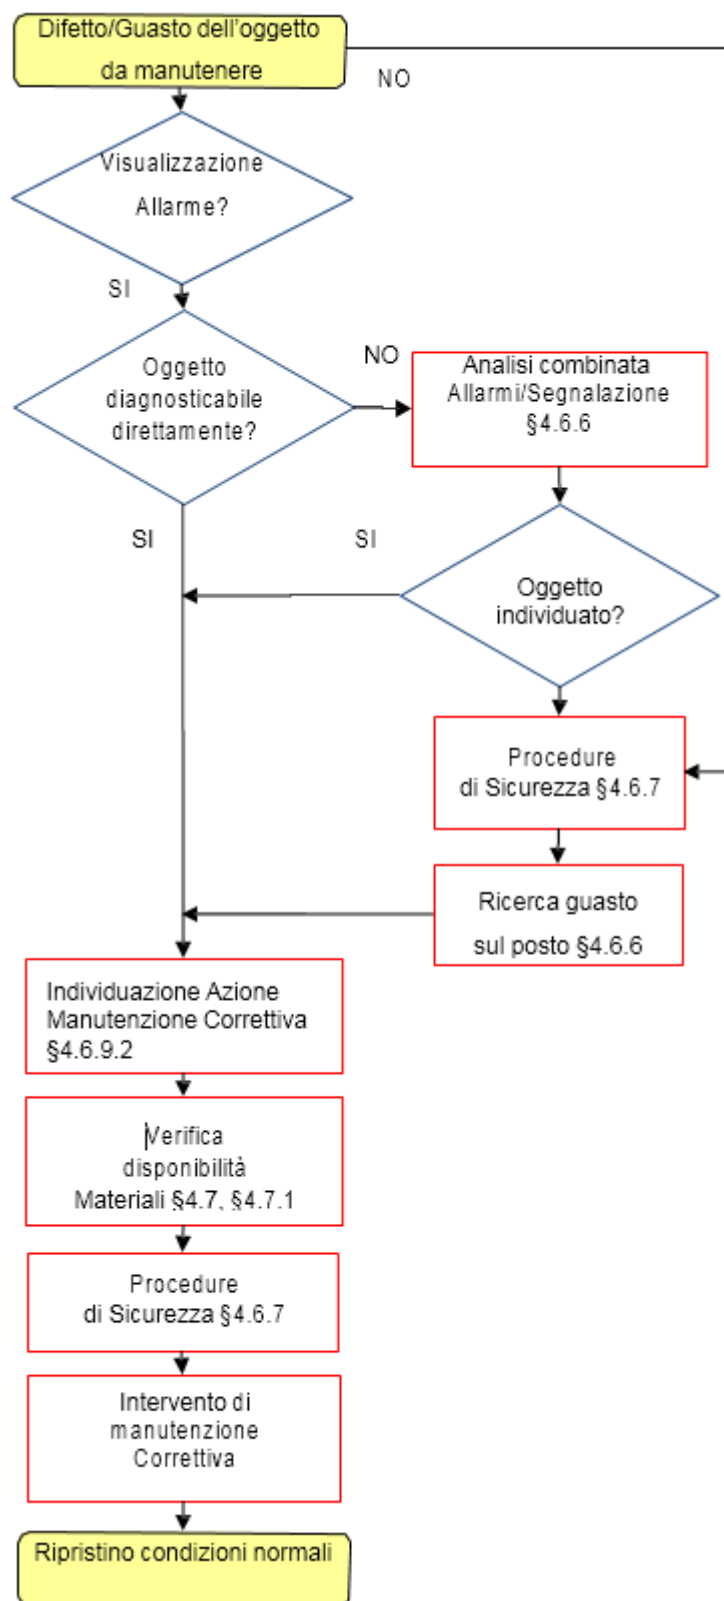 Difetto/Guasto dell'oggetto
da manutenere
NO
Visualizzazione
Allarme?
SI
Oggetto
diagnosticabile
direttamente?
NO
Analisi combinata
Allarmi/Segnalazione
§4.6.6
SI
SI
Oggetto
individuato?
Procedure
di Sicurezza §4.6.7
Ricerca guasto
sul posto §4.6.6
Individuazione Azione
Manutenzione Correttiva
§4.6.9.2
Verifica
disponibilità
Materiali §4.7, §4.7.1
Procedure
di Sicurezza §4.6.7
Intervento di
manutenzione
Correttiva
Ripristino condizioni normali